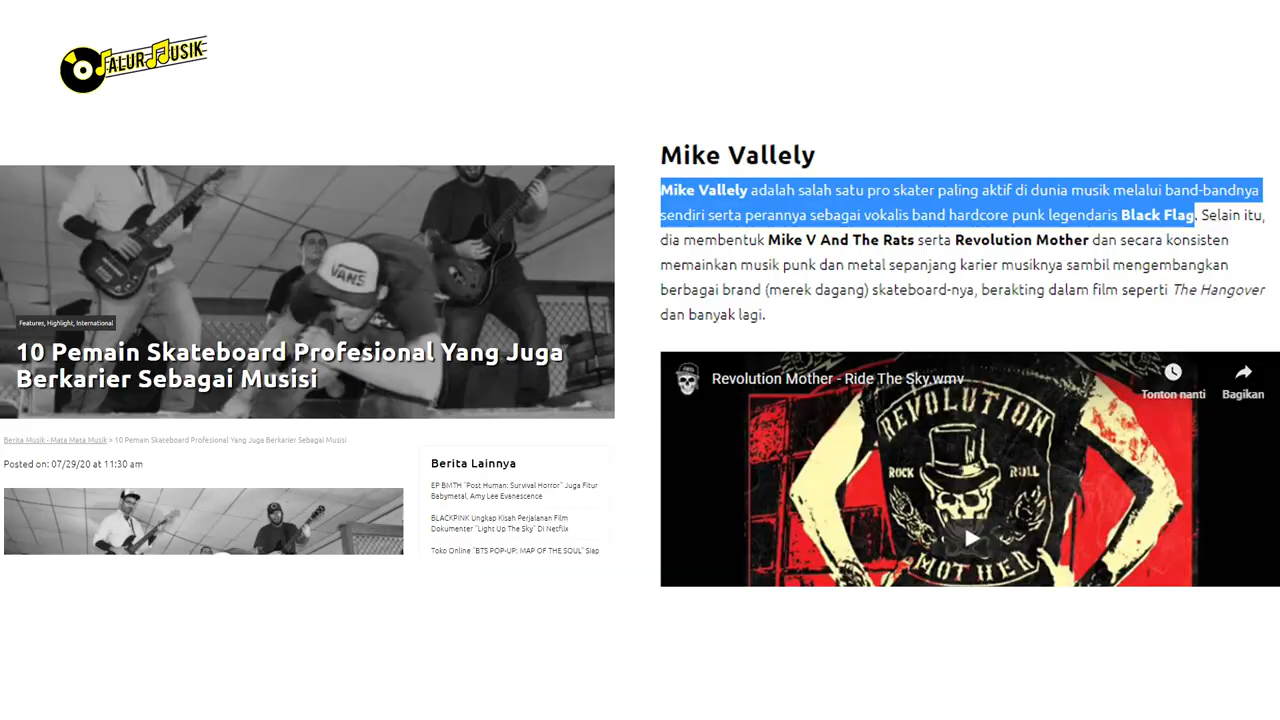 ALUR MUSIK
VANS
Features, Highlight, International
10 Pemain Skateboard Profesional Yang Juga
Berkarier Sebagai Musisi
Berita Musik - Mata Mata Musik > 10 Pemain Skateboard Profesional Yang Juga Berkarier Sebagai Musisi
Posted on: 07/29/20 at 11:30 am
Berita Lainnya
EP BMTH "Post Human: Survival Horror" Juga Fitur
Babymetal, Amy Lee Evanescence
BLACKPINK Ungkap Kisah Perjalanan Film
Dokumenter "Light Up The Sky" Di Netflix
Toko Online "BTS POP-UP: MAP OF THE SOUL" Siap
Mike Vallely
Mike Vallely adalah salah satu pro skater paling aktif di dunia musik melalui band-bandnya
sendiri serta perannya sebagai vokalis band hardcore punk legendaris Black Flag. Selain itu,
dia membentuk Mike V And The Rats serta Revolution Mother dan secara konsisten
memainkan musik punk dan metal sepanjang karier musiknya sambil mengembangkan
berbagai brand (merek dagang) skateboard-nya, berakting dalam film seperti The Hangover
dan banyak lagi.
Revolution Mother - Ride The Sky.wmv
Tonton nanti
Bagikan
REVOLUTION
ROCK ROLL
MOTHER